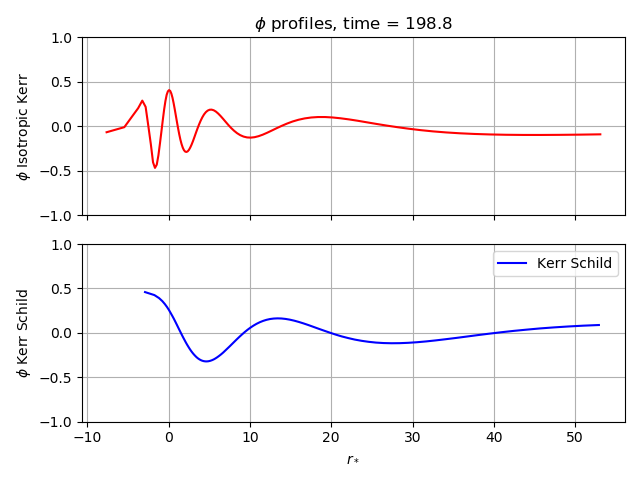 ϕ profiles, time = 198.8
ϕ Isotropic Kerr
1.0
0.5
0.0
−0.5
−1.0
ϕ Kerr Schild
1.0
0.5
0.0
−0.5
−1.0
Kerr Schild
−10 0 10 20 30 40 50
r*